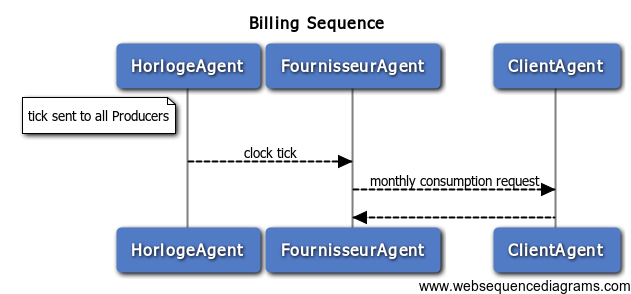 Billing Sequence
HorlogeAgent
FournisseurAgent
ClientAgent
tick sent to all Producers
clock tick
monthly consumption request
HorlogeAgent
FournisseurAgent
ClientAgent
www.websequencediagrams.com